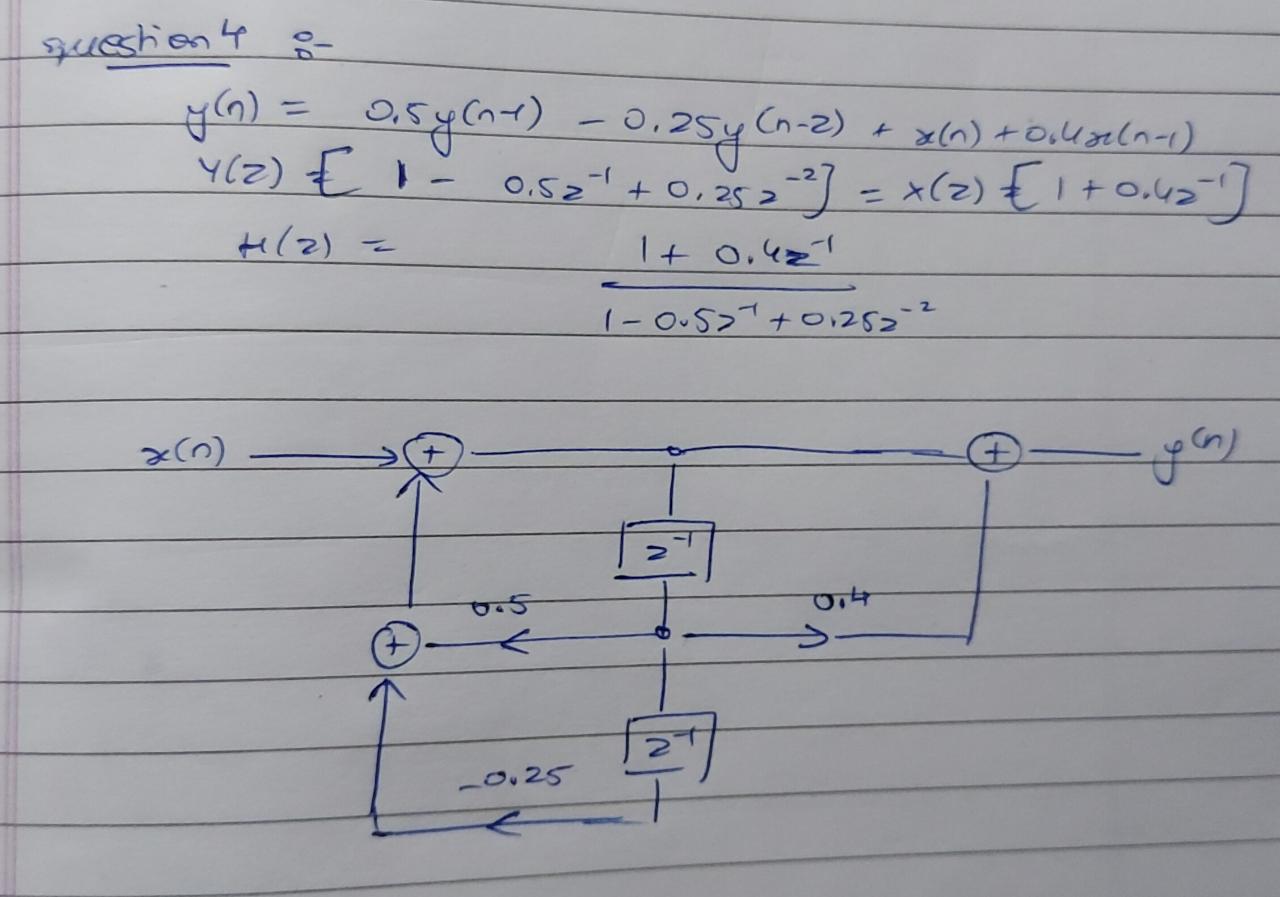 question 4 :-
y(n) = 0.5y(n-1) - 0.25y(n-2) + x(n) + 0.4x(n-1)
Y(z) [ 1 - 0.5z⁻¹ + 0.25z⁻²] = X(z) [ 1 + 0.4z⁻¹]
H(z) = 1 + 0.4z⁻¹
1 - 0.5z⁻¹ + 0.25z⁻²
x(n) + + y(n)
z⁻¹
0.5 0.4
+
z⁻¹
-0.25